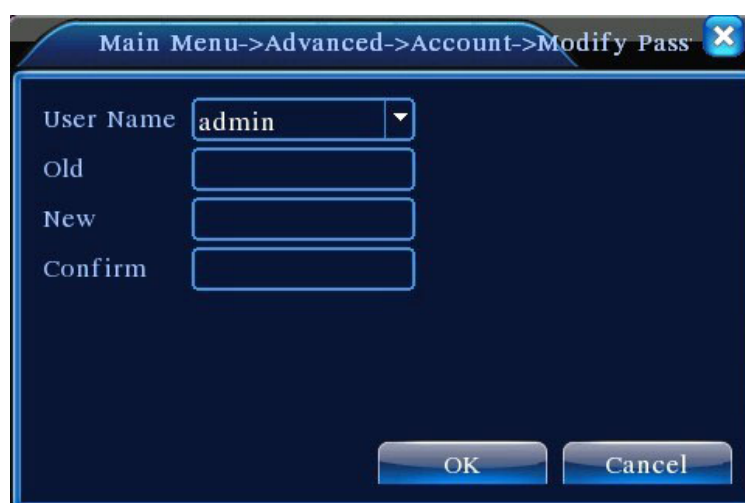 Main Menu->Advanced->Account->Modify Pass
User Name admin
Old
New
Confirm
OK Cancel